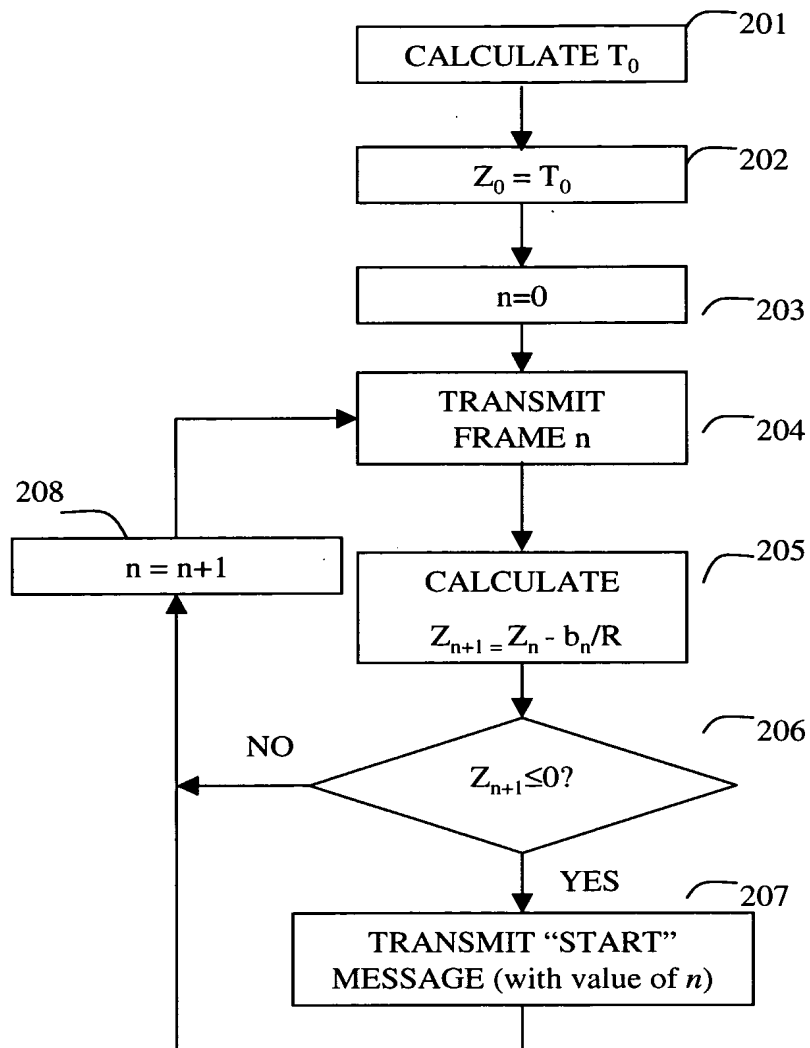 201
CALCULATE T₀
202
Z₀ = T₀
n=0
203
TRANSMIT
FRAME n
204
208
n = n+1
205
CALCULATE
Zₙ₊₁ = Zₙ - bₙ/R
206
NO
Zₙ₊₁≤0?
YES
207
TRANSMIT “START”
MESSAGE (with value of n)